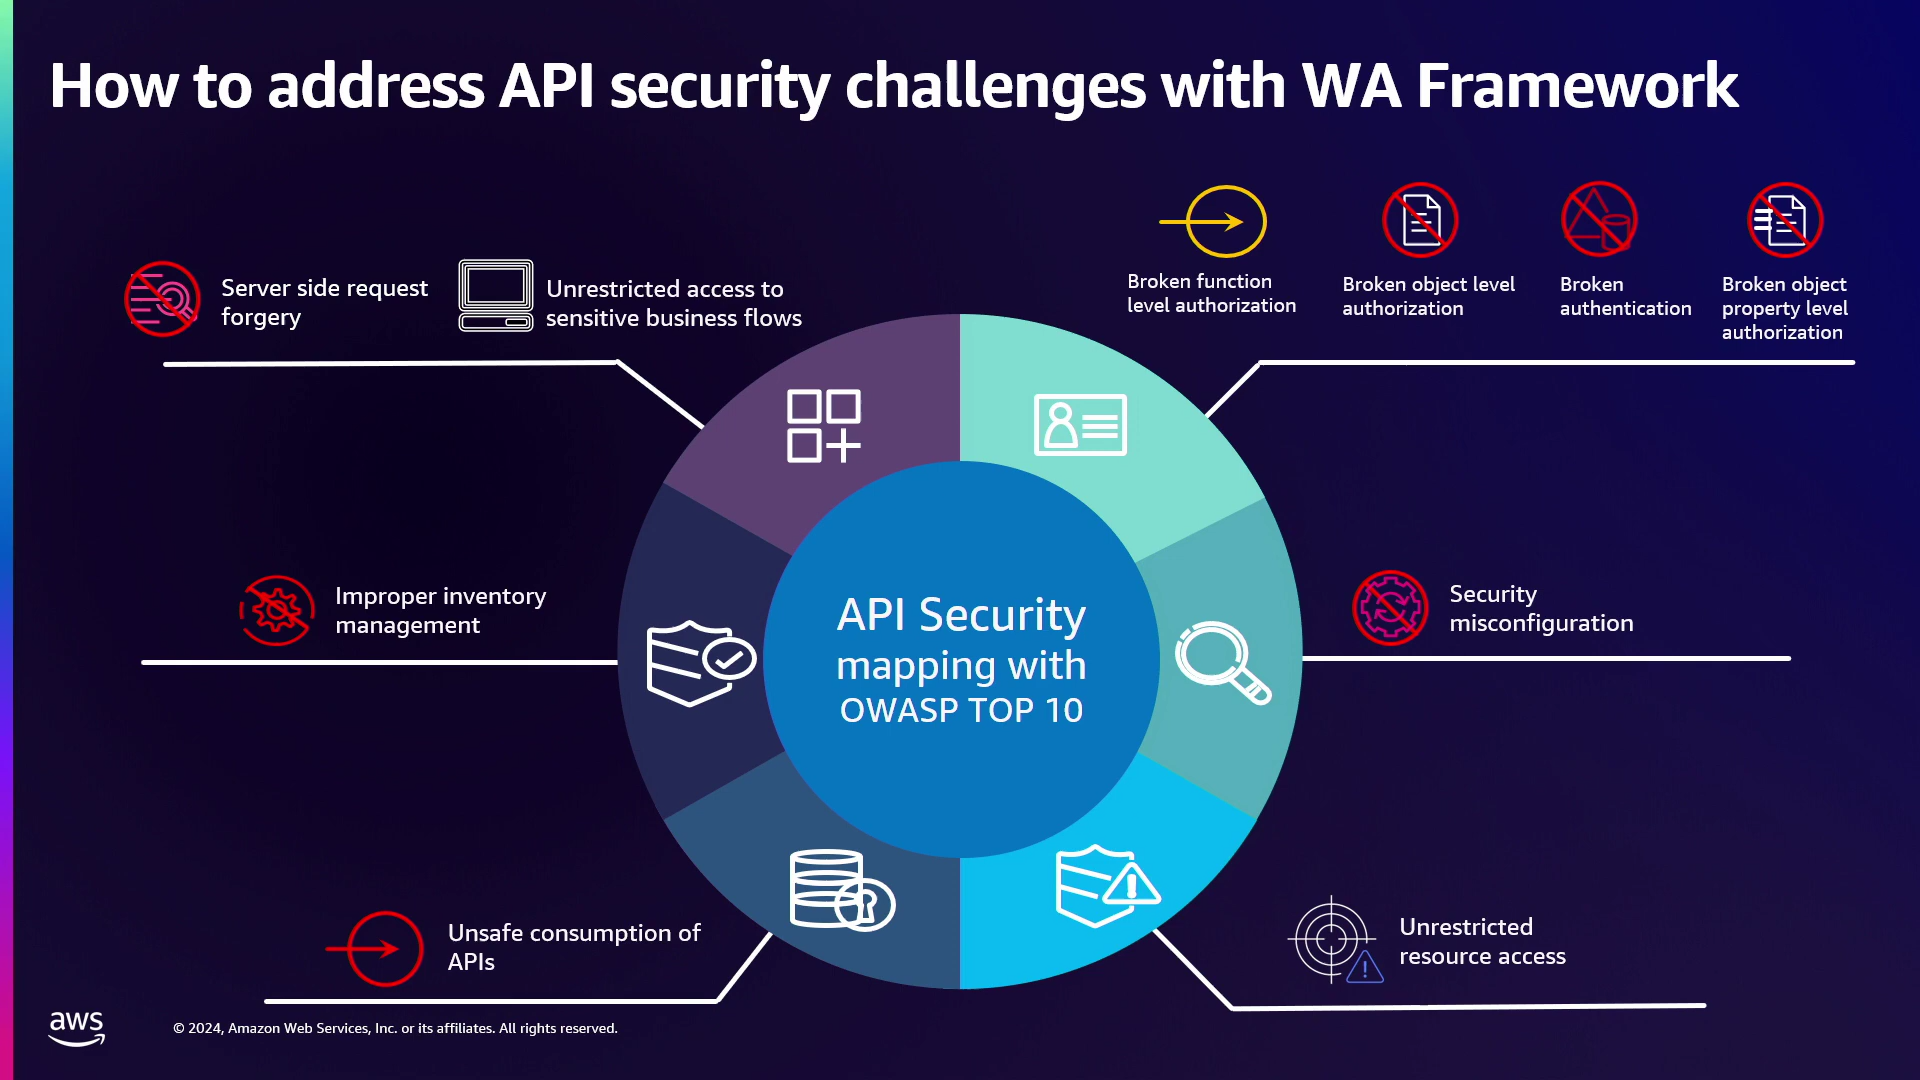 How to address API security challenges with WA Framework
Server side request
forgery
Unrestricted access to
sensitive business flows
Broken function
level authorization
Broken object level
authorization
Broken
authentication
Broken object
property level
authorization
Improper inventory
management
API Security
mapping with
OWASP TOP 10
Security
misconfiguration
Unsafe consumption of
APIs
Unrestricted
resource access
aws
© 2024, Amazon Web Services, Inc. or its affiliates. All rights reserved.